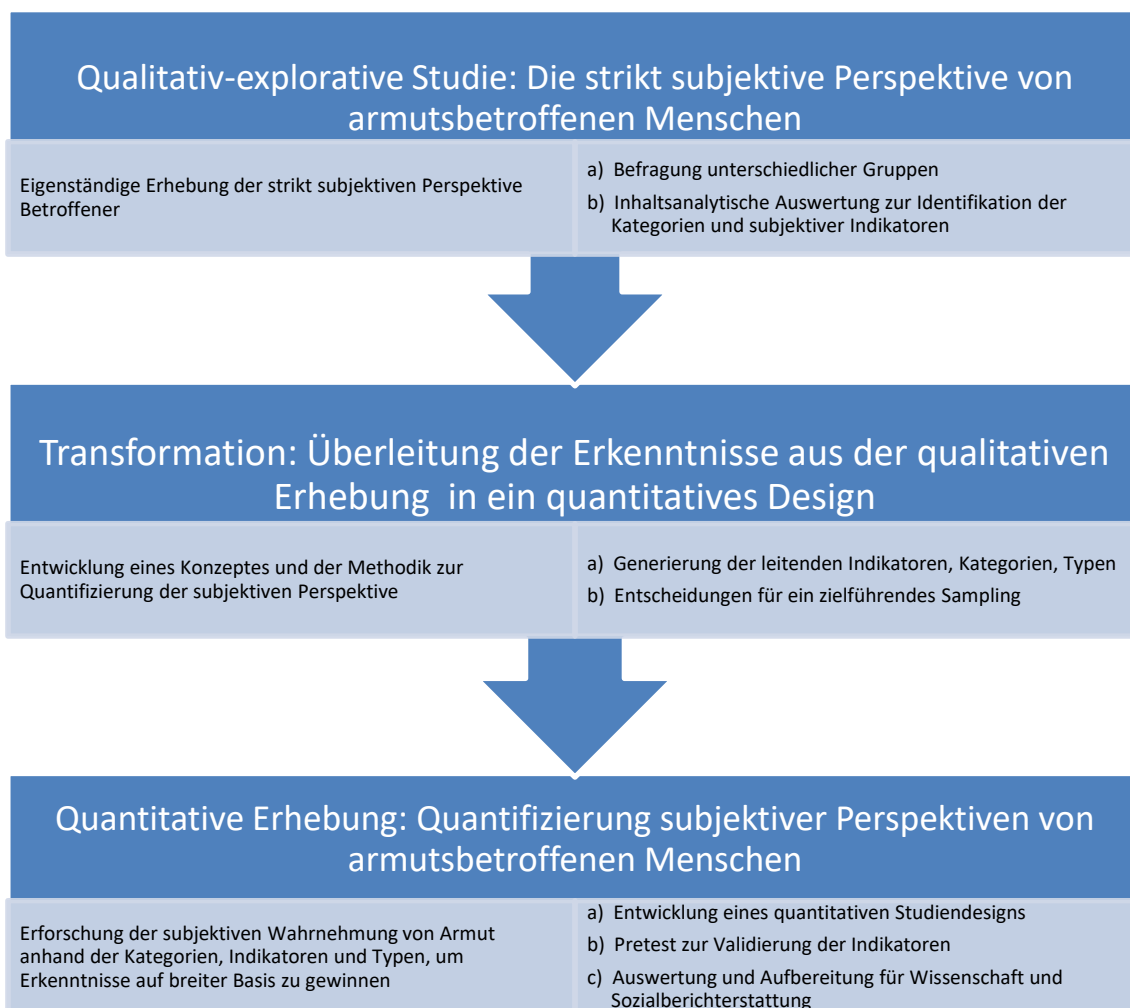 Qualitativ-explorative Studie: Die strikt subjektive Perspektive von
armutsbetroffenen Menschen
Eigenständige Erhebung der strikt subjektiven Perspektive
Betroffener
a) Befragung unterschiedlicher Gruppen
b) Inhaltsanalytische Auswertung zur Identifikation der
Kategorien und subjektiver Indikatoren
Transformation: Überleitung der Erkenntnisse aus der qualitativen
Erhebung in ein quantitatives Design
Entwicklung eines Konzeptes und der Methodik zur
Quantifizierung der subjektiven Perspektive
a) Generierung der leitenden Indikatoren, Kategorien, Typen
b) Entscheidungen für ein zielführendes Sampling
Quantitative Erhebung: Quantifizierung subjektiver Perspektiven von
armutsbetroffenen Menschen
Erforschung der subjektiven Wahrnehmung von Armut
anhand der Kategorien, Indikatoren und Typen, um
Erkenntnisse auf breiter Basis zu gewinnen
a) Entwicklung eines quantitativen Studiendesigns
b) Pretest zur Validierung der Indikatoren
c) Auswertung und Aufbereitung für Wissenschaft und
Sozialberichterstattung